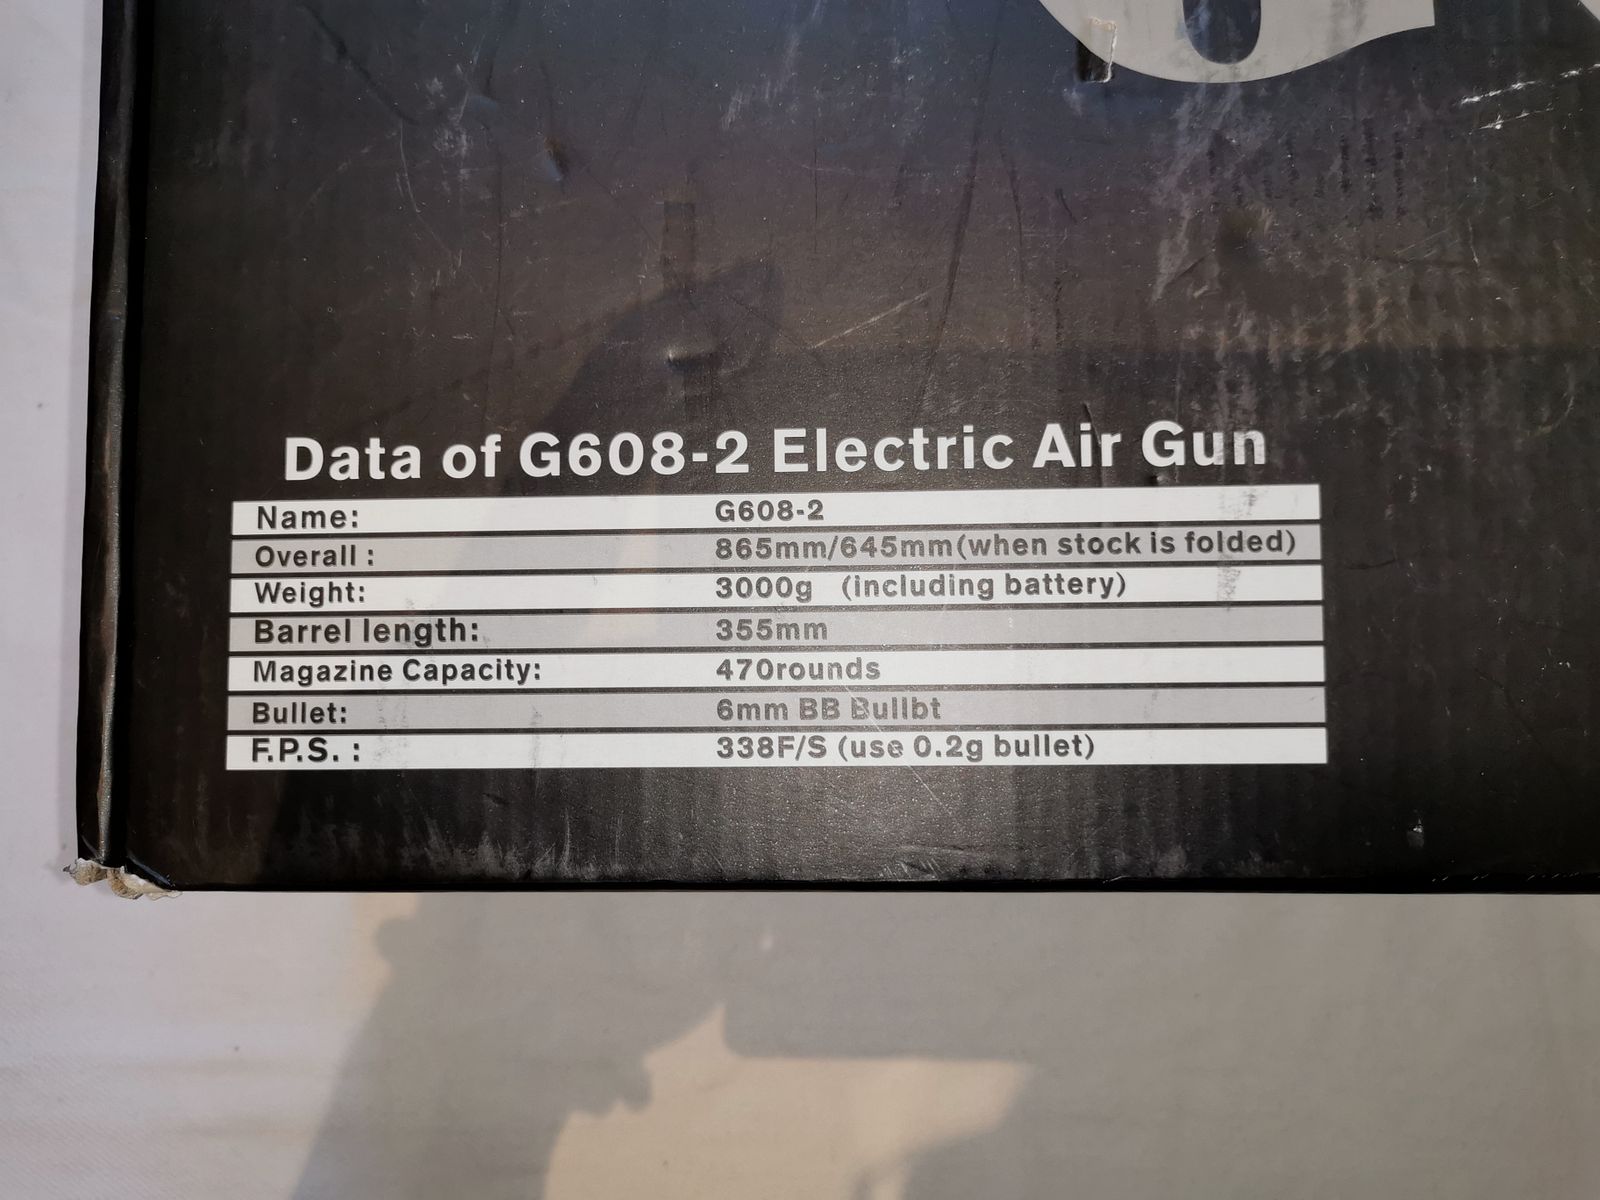 Data of G608-2 Electric Air Gun
Name: G608-2
Overall : 865mm/645mm(when stock is folded)
Weight: 3000g (including battery)
Barrel length: 355mm
Magazine Capacity: 470rounds
Bullet: 6mm BB Bullbt
F.P.S. : 338F/S (use 0.2g bullet)